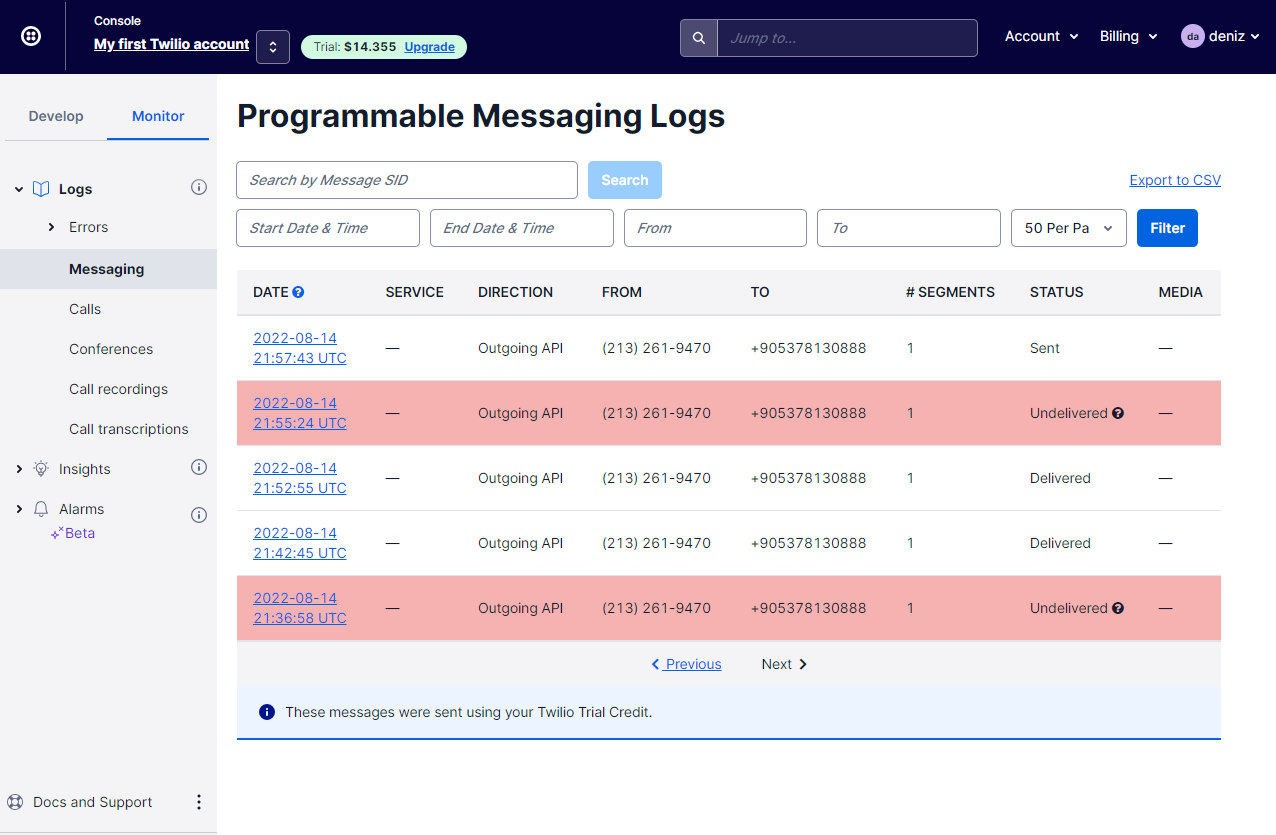 Console
My first Twilio account
Trial: $14.355 Upgrade
Jump to...
Account
Billing
da deniz
Develop
Monitor
Logs
Errors
Messaging
Calls
Conferences
Call recordings
Call transcriptions
Insights
Alarms
Beta
Docs and Support
Programmable Messaging Logs
Search by Message SID
Search
Export to CSV
Start Date & Time
End Date & Time
From
To
50 Per Pa
Filter
DATE SERVICE DIRECTION FROM TO # SEGMENTS STATUS MEDIA
2022-08-14
21:57:43 UTC — Outgoing API (213) 261-9470 +905378130888 1 Sent —
2022-08-14
21:55:24 UTC — Outgoing API (213) 261-9470 +905378130888 1 Undelivered —
2022-08-14
21:52:55 UTC — Outgoing API (213) 261-9470 +905378130888 1 Delivered —
2022-08-14
21:42:45 UTC — Outgoing API (213) 261-9470 +905378130888 1 Delivered —
2022-08-14
21:36:58 UTC — Outgoing API (213) 261-9470 +905378130888 1 Undelivered —
Previous Next
These messages were sent using your Twilio Trial Credit.